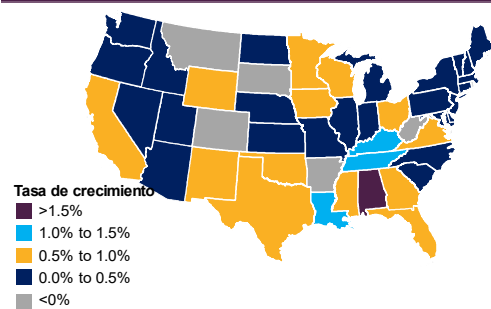 Tasa de crecimiento
>1.5%
1.0% to 1.5%
0.5% to 1.0%
0.0% to 0.5%
<0%